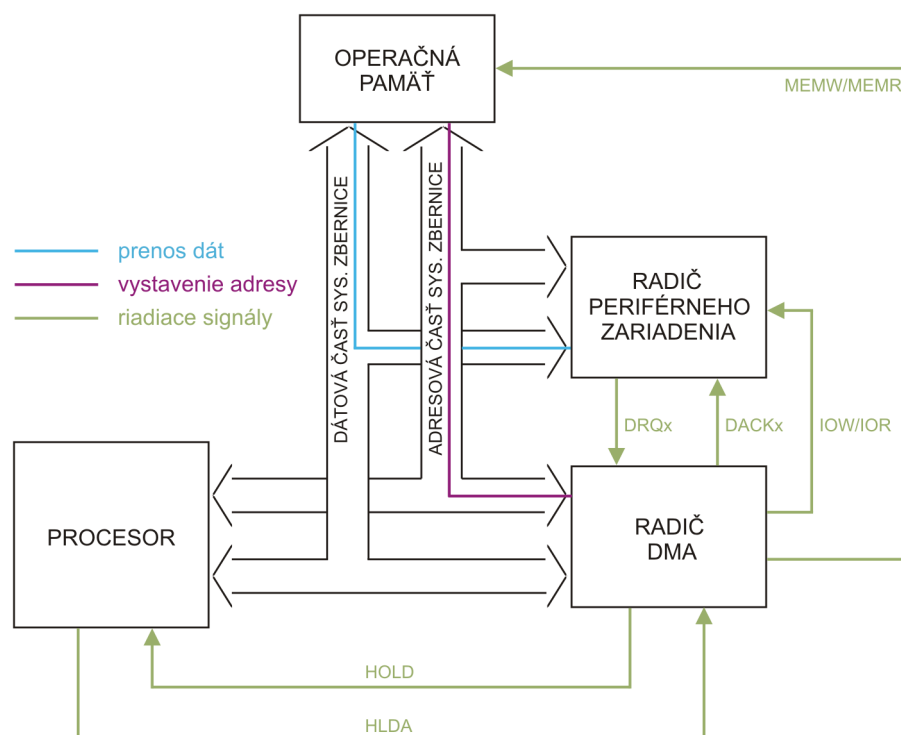 OPERAČNÁ
PAMÄŤ
MEMW/MEMR
prenos dát
vystavenie adresy
riadiace signály
DÁTOVÁ ČASŤ SYS. ZBERNICE
ADRESOVÁ ČASŤ SYS. ZBERNICE
RADIČ
PERIFÉRNEHO
ZARIADENIA
DRQx
DACKx
IOW/IOR
PROCESOR
RADIČ
DMA
HOLD
HLDA